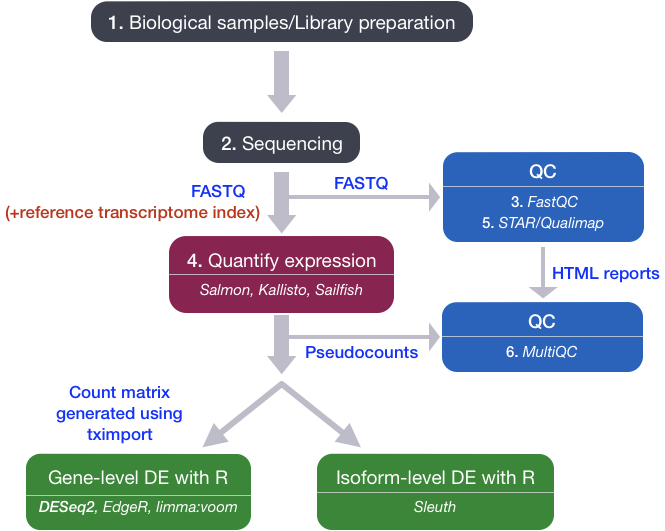 1. Biological samples/Library preparation
2. Sequencing
FASTQ
(+reference transcriptome index)
FASTQ
QC
3. FastQC
5. STAR/Qualimap
4. Quantify expression
Salmon, Kallisto, Sailfish
HTML reports
QC
6. MultiQC
Pseudocounts
Count matrix
generated using
tximport
Gene-level DE with R
DESeq2, EdgeR, limma:voom
Isoform-level DE with R
Sleuth